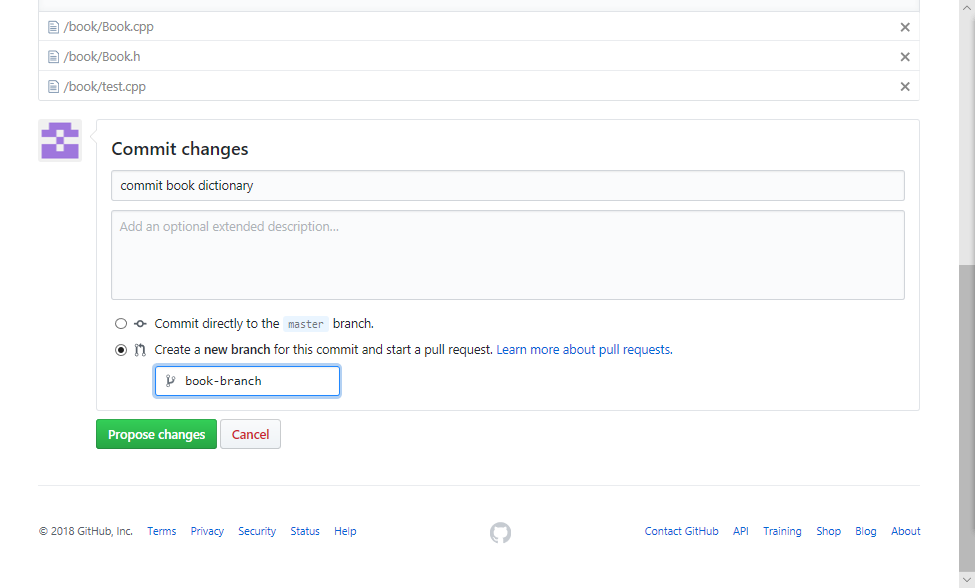 /book/Book.cpp
/book/Book.h
/book/test.cpp
Commit changes
commit book dictionary
Add an optional extended description...
Commit directly to the master branch.
Create a new branch for this commit and start a pull request. Learn more about pull requests.
book-branch
Propose changes Cancel
© 2018 GitHub, Inc. Terms Privacy Security Status Help Contact GitHub API Training Shop Blog About